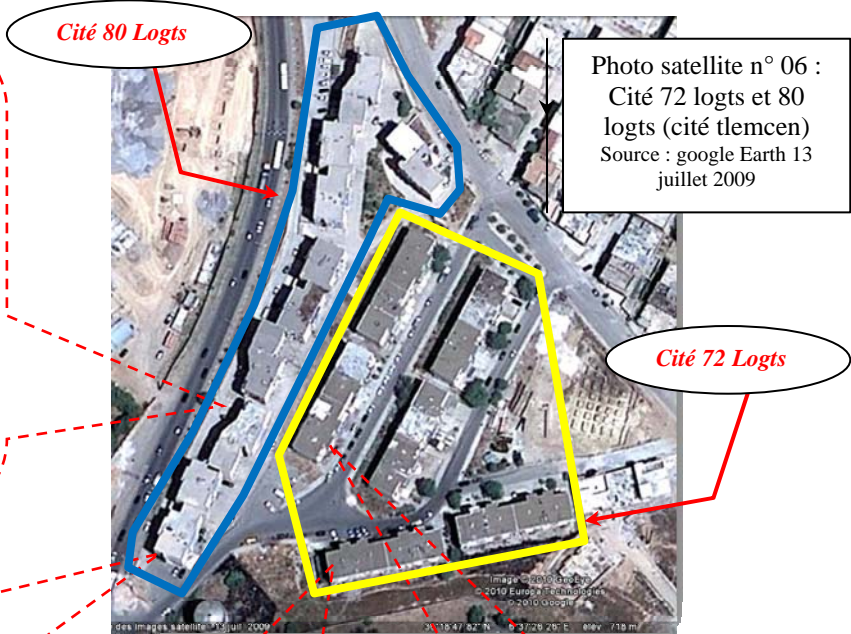 Cité 80 Logts
Photo satellite n° 06 :
Cité 72 logts et 80
logts (cité tlemcen)
Source : google Earth 13
juillet 2009
Cité 72 Logts
Image © 2010 GeoEye
© 2010 Europa Technologies
© 2010 Google
des images satellite : 13 juil. 2009
N
E élév. 718 m